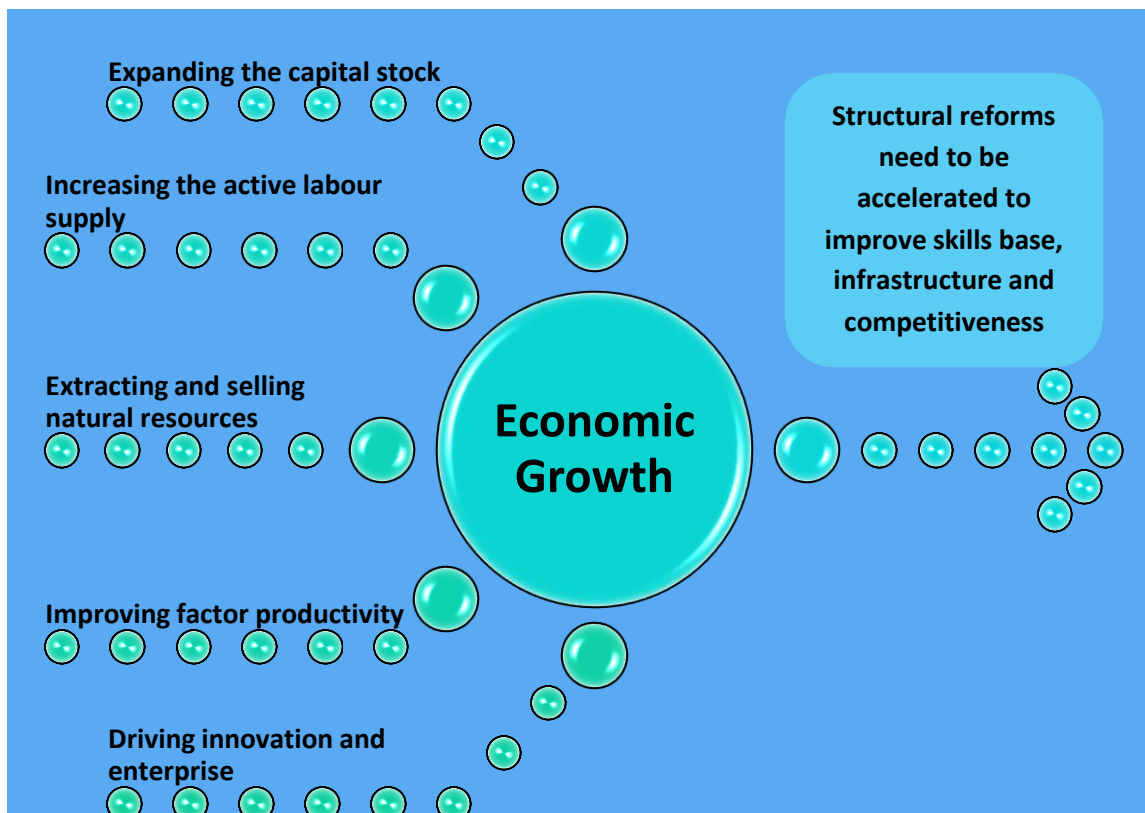 Expanding the capital stock
Increasing the active labour
supply
Extracting and selling
natural resources
Improving factor productivity
Driving innovation and
enterprise
Economic
Growth
Structural reforms
need to be
accelerated to
improve skills base,
infrastructure and
competitiveness